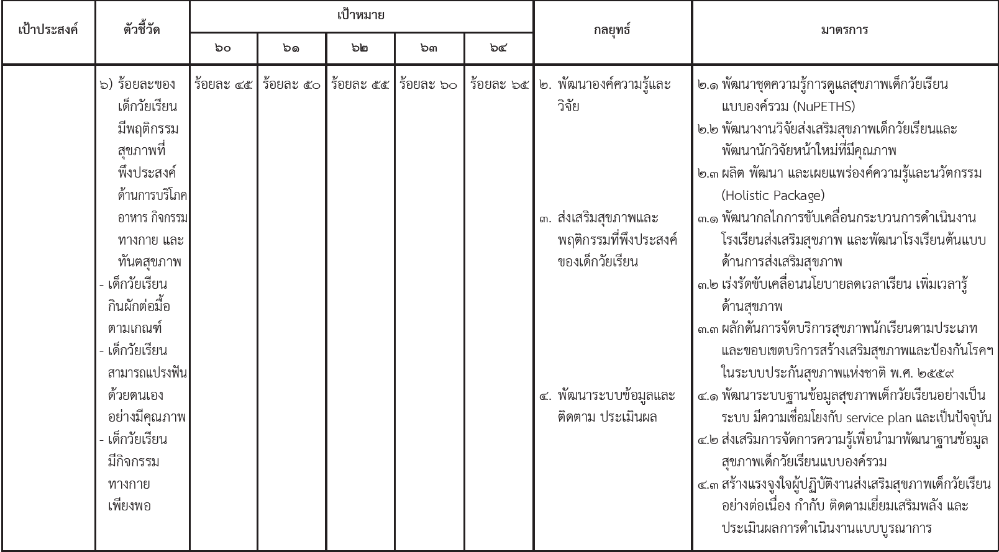 เป้าประสงค์
ตัวชี้วัด
เป้าหมาย
๖๐
๖๑
๖๒
๖๓
๖๔
กลยุทธ์
มาตรการ
๖) ร้อยละของ
เด็กวัยเรียน
มีพฤติกรรม
สุขภาพที่
พึงประสงค์
ด้านการบริโภค
อาหาร กิจกรรม
ทางกาย และ
ทันตสุขภาพ
- เด็กวัยเรียน
กินผักต่อมื้อ
ตามเกณฑ์
- เด็กวัยเรียน
สามารถแปรงฟัน
ด้วยตนเอง
อย่างมีคุณภาพ
- เด็กวัยเรียน
มีกิจกรรม
ทางกาย
เพียงพอ
ร้อยละ ๔๕
ร้อยละ ๕๐
ร้อยละ ๕๕
ร้อยละ ๖๐
ร้อยละ ๖๕
๒. พัฒนาองค์ความรู้และ
วิจัย
๓. ส่งเสริมสุขภาพและ
พฤติกรรมที่พึงประสงค์
ของเด็กวัยเรียน
๔. พัฒนาระบบข้อมูลและ
ติดตาม ประเมินผล
๒.๑ พัฒนาชุดความรู้การดูแลสุขภาพเด็กวัยเรียน
แบบองค์รวม (NuPETHS)
๒.๒ พัฒนางานวิจัยส่งเสริมสุขภาพเด็กวัยเรียนและ
พัฒนานักวิจัยหน้าใหม่ที่มีคุณภาพ
๒.๓ ผลิต พัฒนา และเผยแพร่องค์ความรู้และนวัตกรรม
(Holistic Package)
๓.๑ พัฒนากลไกการขับเคลื่อนกระบวนการดำเนินงาน
โรงเรียนส่งเสริมสุขภาพ และพัฒนาโรงเรียนต้นแบบ
ด้านการส่งเสริมสุขภาพ
๓.๒ เร่งรัดขับเคลื่อนนโยบายลดเวลาเรียน เพิ่มเวลารู้
ด้านสุขภาพ
๓.๓ ผลักดันการจัดบริการสุขภาพนักเรียนตามประเภท
และขอบเขตบริการสร้างเสริมสุขภาพและป้องกันโรคฯ
ในระบบประกันสุขภาพแห่งชาติ พ.ศ. ๒๕๕๙
๔.๑ พัฒนาระบบฐานข้อมูลสุขภาพเด็กวัยเรียนอย่างเป็น
ระบบ มีความเชื่อมโยงกับ service plan และเป็นปัจจุบัน
๔.๒ ส่งเสริมการจัดการความรู้เพื่อนำมาพัฒนาฐานข้อมูล
สุขภาพเด็กวัยเรียนแบบองค์รวม
๔.๓ สร้างแรงจูงใจผู้ปฏิบัติงานส่งเสริมสุขภาพเด็กวัยเรียน
อย่างต่อเนื่อง กำกับ ติดตามเยี่ยมเสริมพลัง และ
ประเมินผลการดำเนินงานแบบบูรณาการ